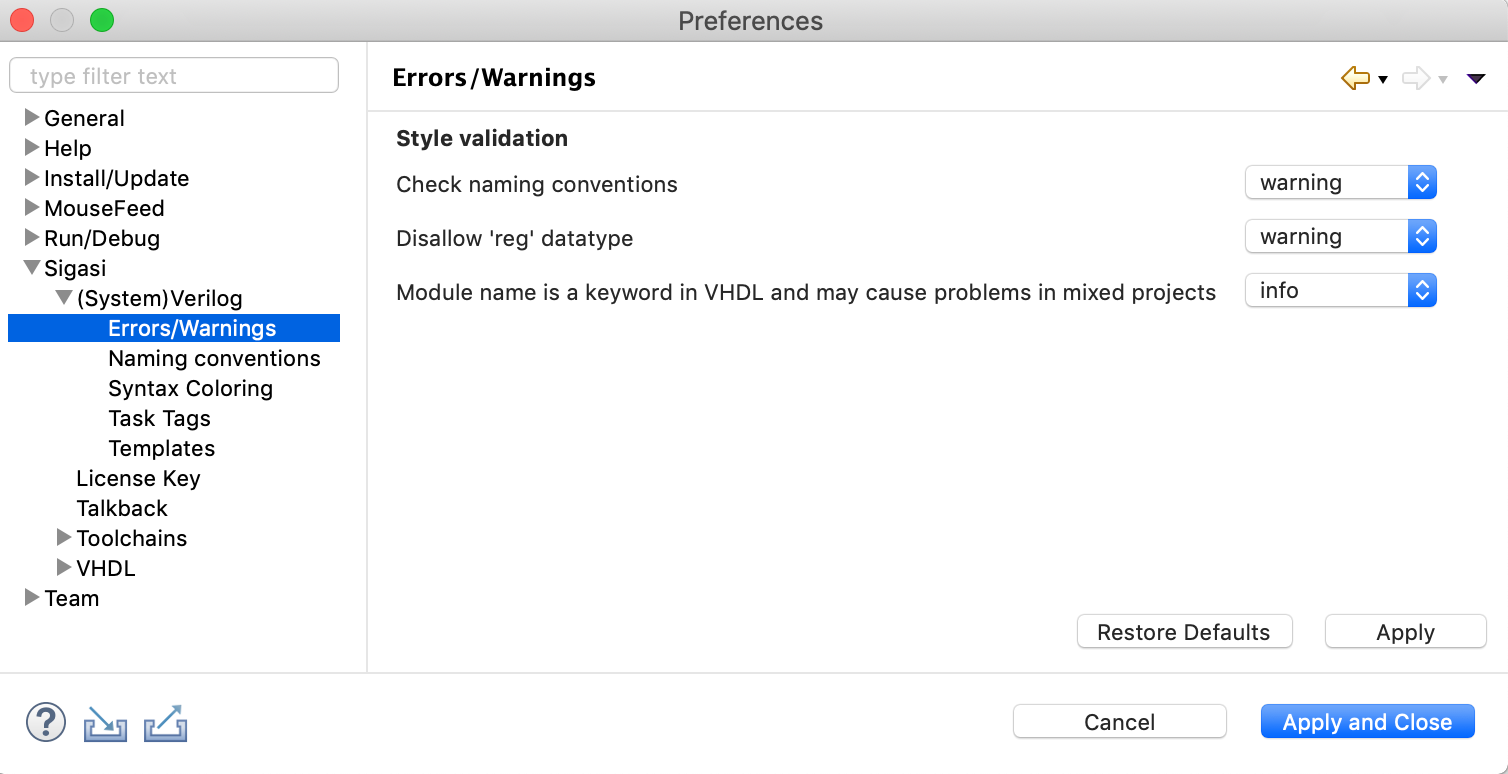 Preferences
type filter text
General
Help
Install/Update
MouseFeed
Run/Debug
Sigasi
(System)Verilog
Errors/Warnings
Naming conventions
Syntax Coloring
Task Tags
Templates
License Key
Talkback
Toolchains
VHDL
Team
Errors/Warnings
Style validation
Check naming conventions warning
Disallow 'reg' datatype warning
Module name is a keyword in VHDL and may cause problems in mixed projects info
Restore Defaults Apply
? Cancel Apply and Close